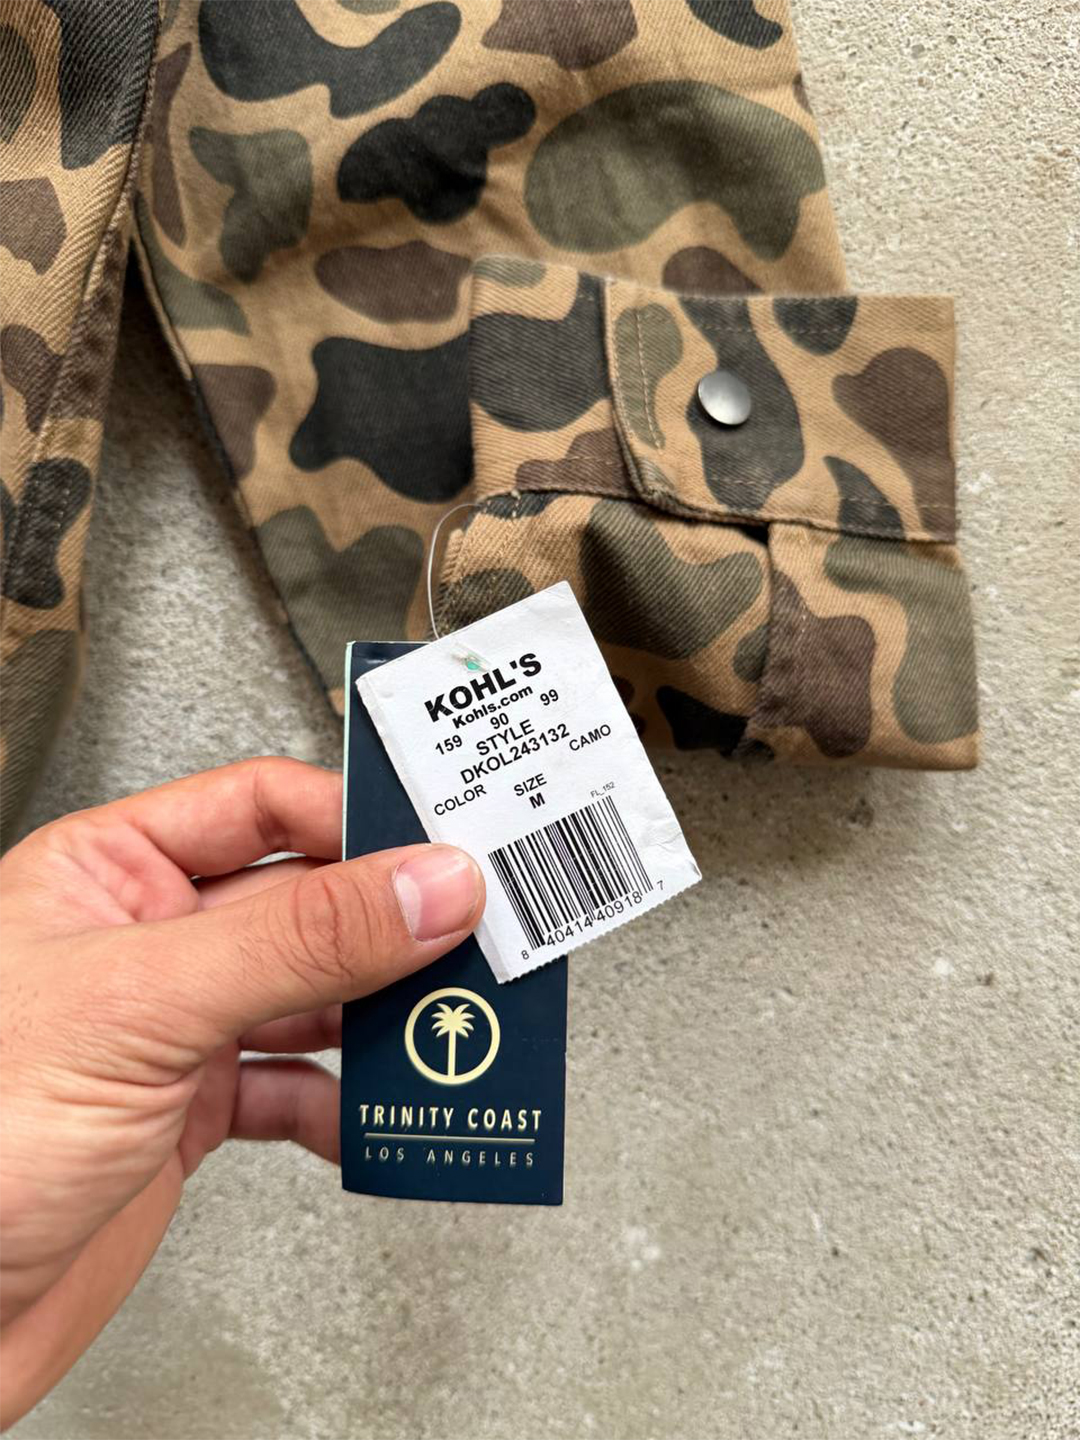 KOHL'S
Kohls.com
159 90 99
STYLE
DKOL243132
COLOR SIZE CAMO
M
FL_152
8 40414 40918 7
TRINITY COAST
LOS ANGELES